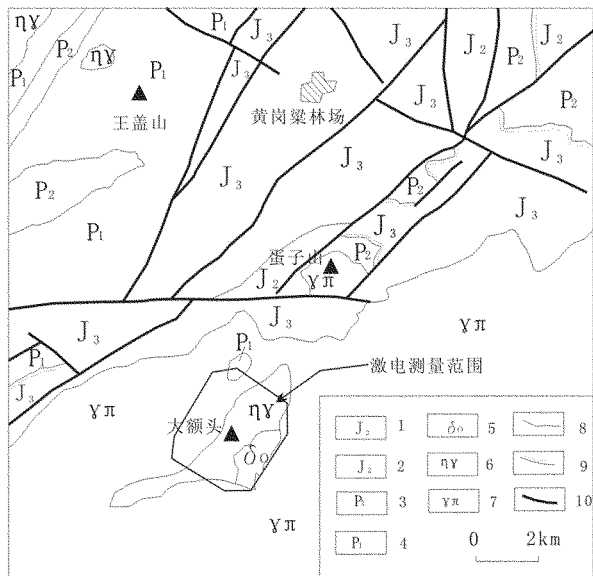 ηγ
P₁
J₃
J₃
J₂
J₂
P₂
P₂
P₁
ηγ
P₁
J₃
J₃
P₂
王盖山
黄岗梁林场
J₃
J₃
J₃
P₂
P₂
J₃
P₁
J₃
蛋子山
P₂
J₂
γπ
J₃
J₃
γπ
P₁
P₁
激电测量范围
J₃
γπ
ηγ
大额头
δο
γπ
J₂ 1
δο 5
8
ηγ 6
9
2
P₂ 3
γπ 7
10
P₁ 4
0 2km